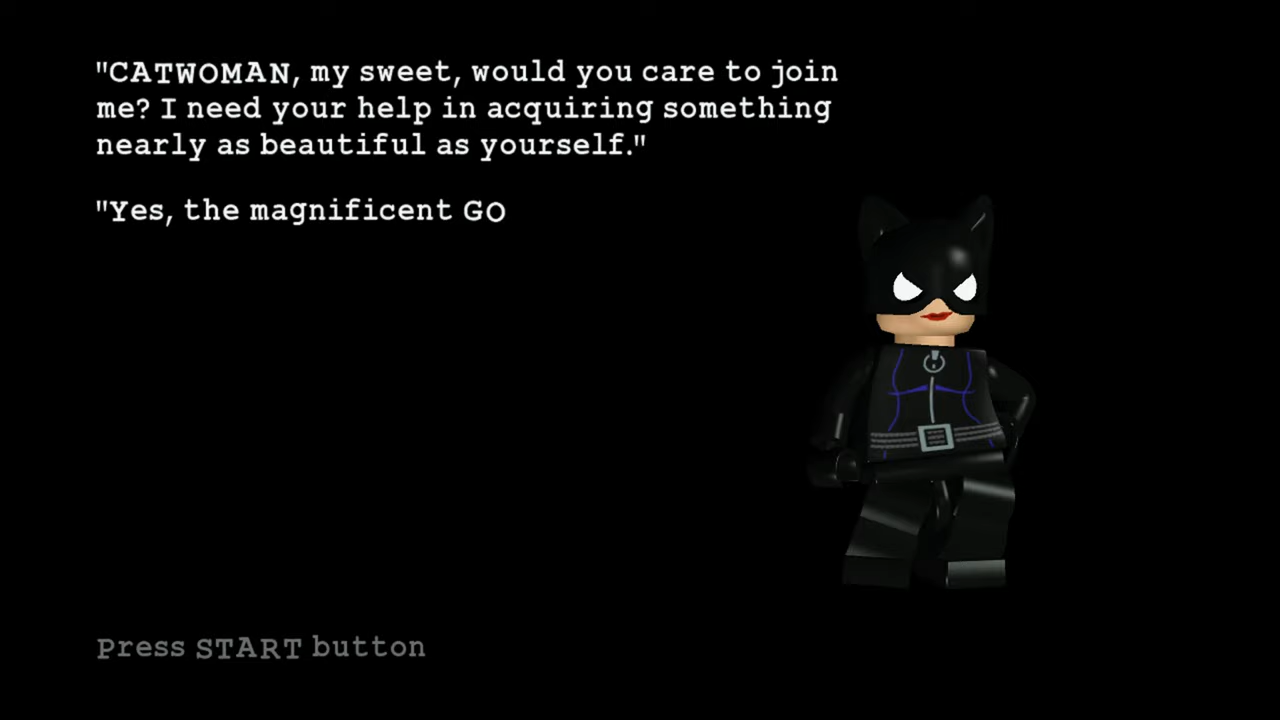 "CATWOMAN, my sweet, would you care to join
me? I need your help in acquiring something
nearly as beautiful as yourself."
"Yes, the magnificent GO
Press START button